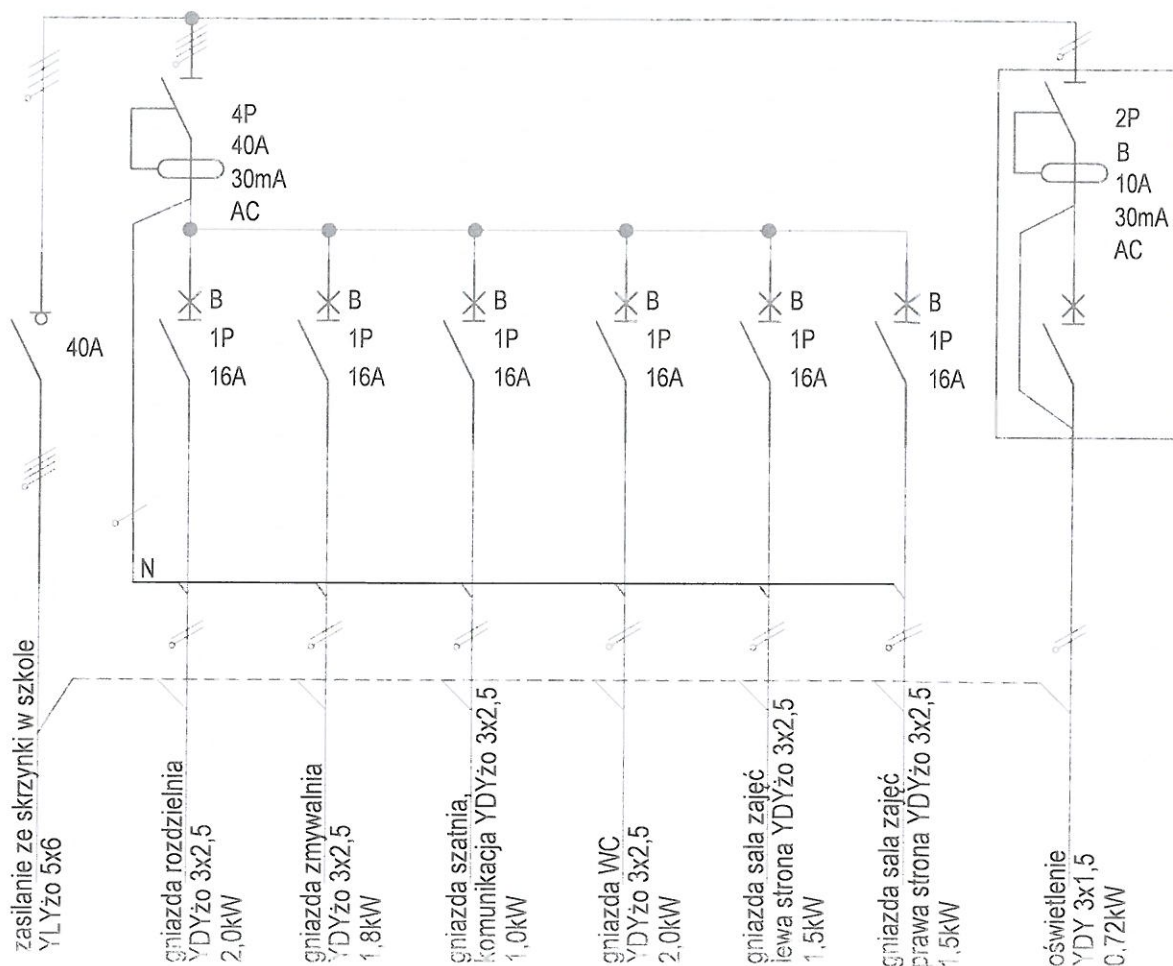 4P
40A
30mA
AC
2P
B
10A
30mA
AC
40A
B
1P
16A
B
1P
16A
B
1P
16A
B
1P
16A
B
1P
16A
B
1P
16A
N
zasilanie ze skrzynki w szkole
YLYżo 5x6
gniazda rozdzielnia
YDYżo 3x2,5
2,0kW
gniazda zmywalnia
YDYżo 3x2,5
1,8kW
gniazda szatnia,
komunikacja YDYżo 3x2,5
1,0kW
gniazda WC
YDYżo 3x2,5
2,0kW
gniazda sala zajęć
lewa strona YDYżo 3x2,5
1,5kW
gniazda sala zajęć
prawa strona YDYżo 3x2,5
1,5kW
oświetlenie
YDY 3x1,5
0,72kW